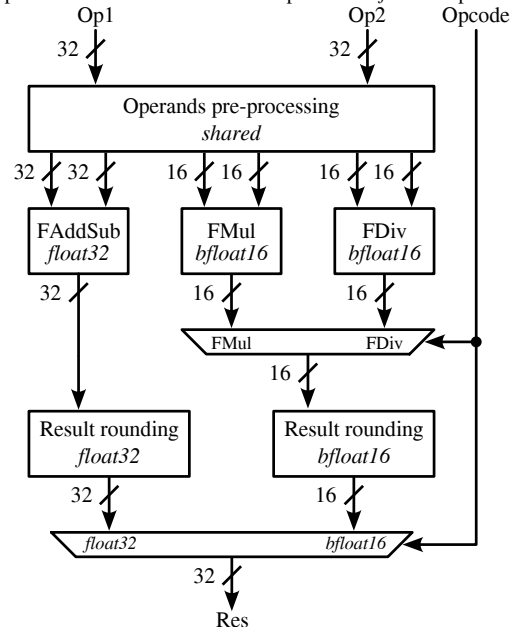 Op1 Op2 Opcode
32 32
Operands pre-processing
shared
32 32 16 16 16 16
FAddSub FMul FDiv
float32 bfloat16 bfloat16
32 16 16
FMul FDiv
16
Result rounding Result rounding
float32 bfloat16
32 16
float32 bfloat16
32
Res